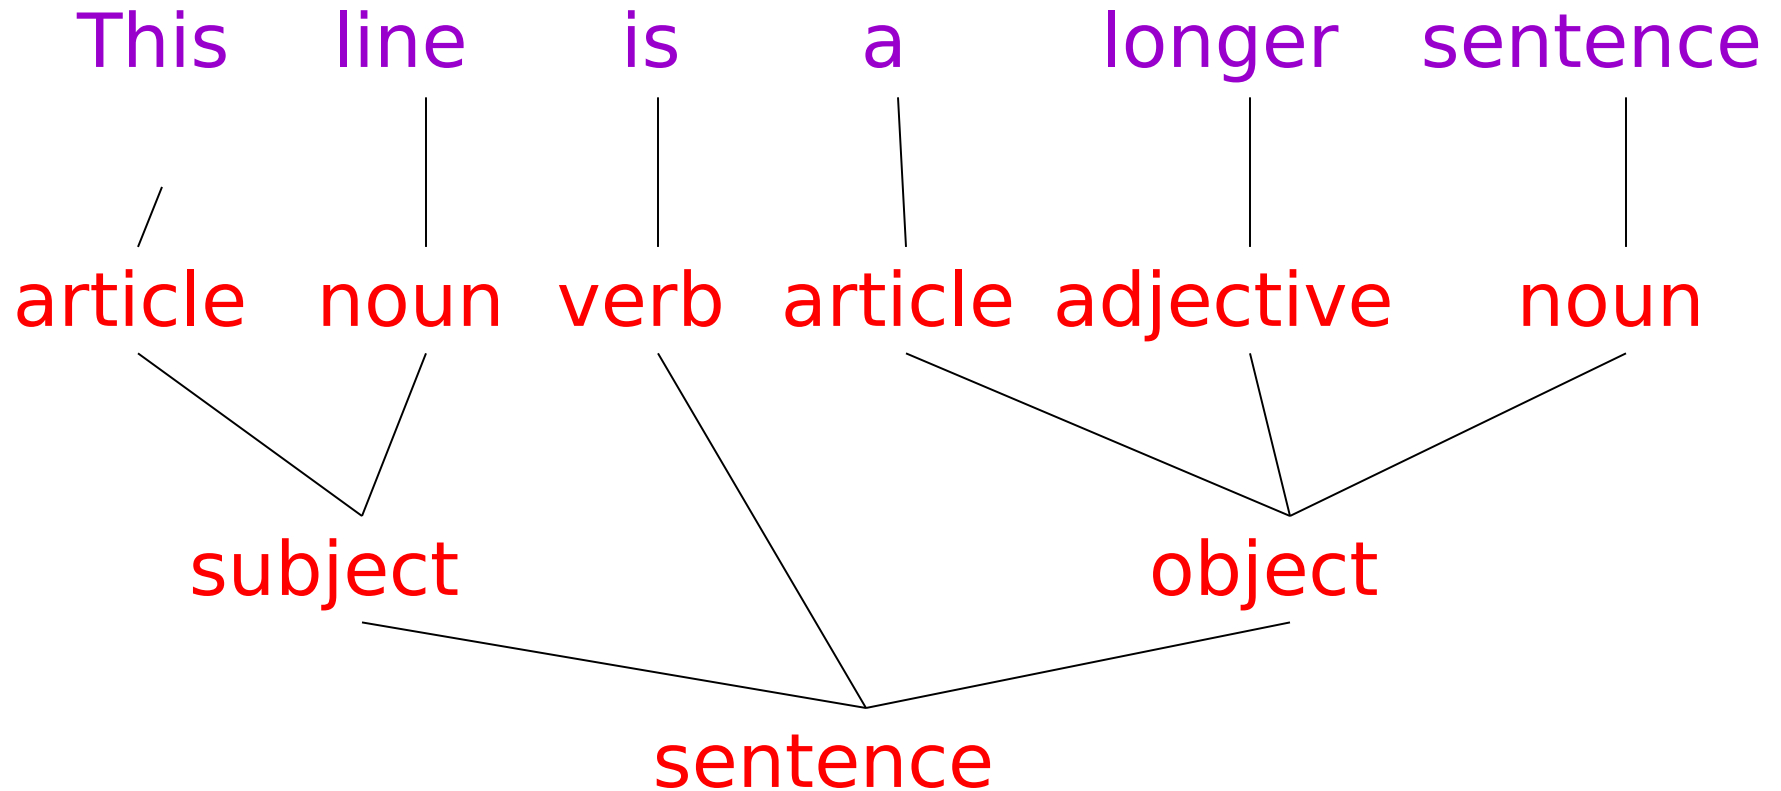 This line is a longer sentence
article noun verb article adjective noun
subject object
sentence